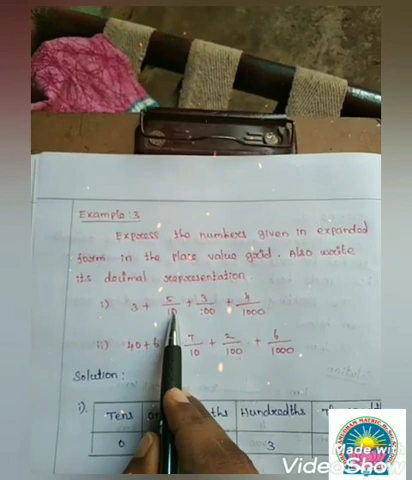 Example: 3
Express the numbers given in expanded
form in the place value grid. Also write
its decimal representation.
i) 3 + 5/10 + 3/100 + 4/1000
ii) 40+6 7/10 + 2/100 + 6/1000
Solution:
i).
Tens ths Hundredths
0 3
Made with
VideoShow